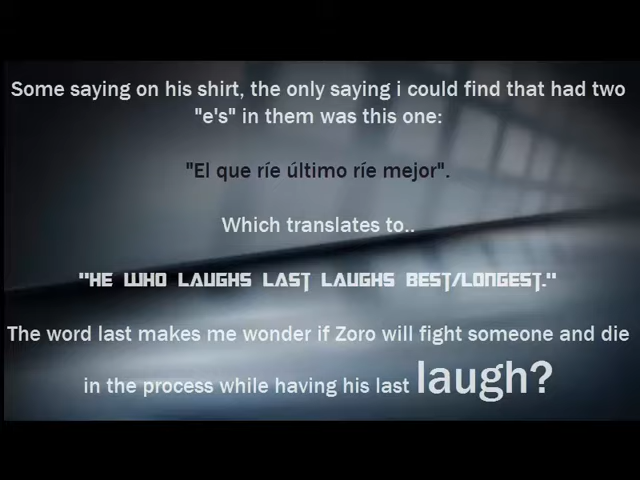 Some saying on his shirt, the only saying i could find that had two
"e's" in them was this one:
"El que ríe último ríe mejor".
Which translates to..
"HE WHO LAUGHS LAST LAUGHS BEST/LONGEST."
The word last makes me wonder if Zoro will fight someone and die
in the process while having his last laugh?